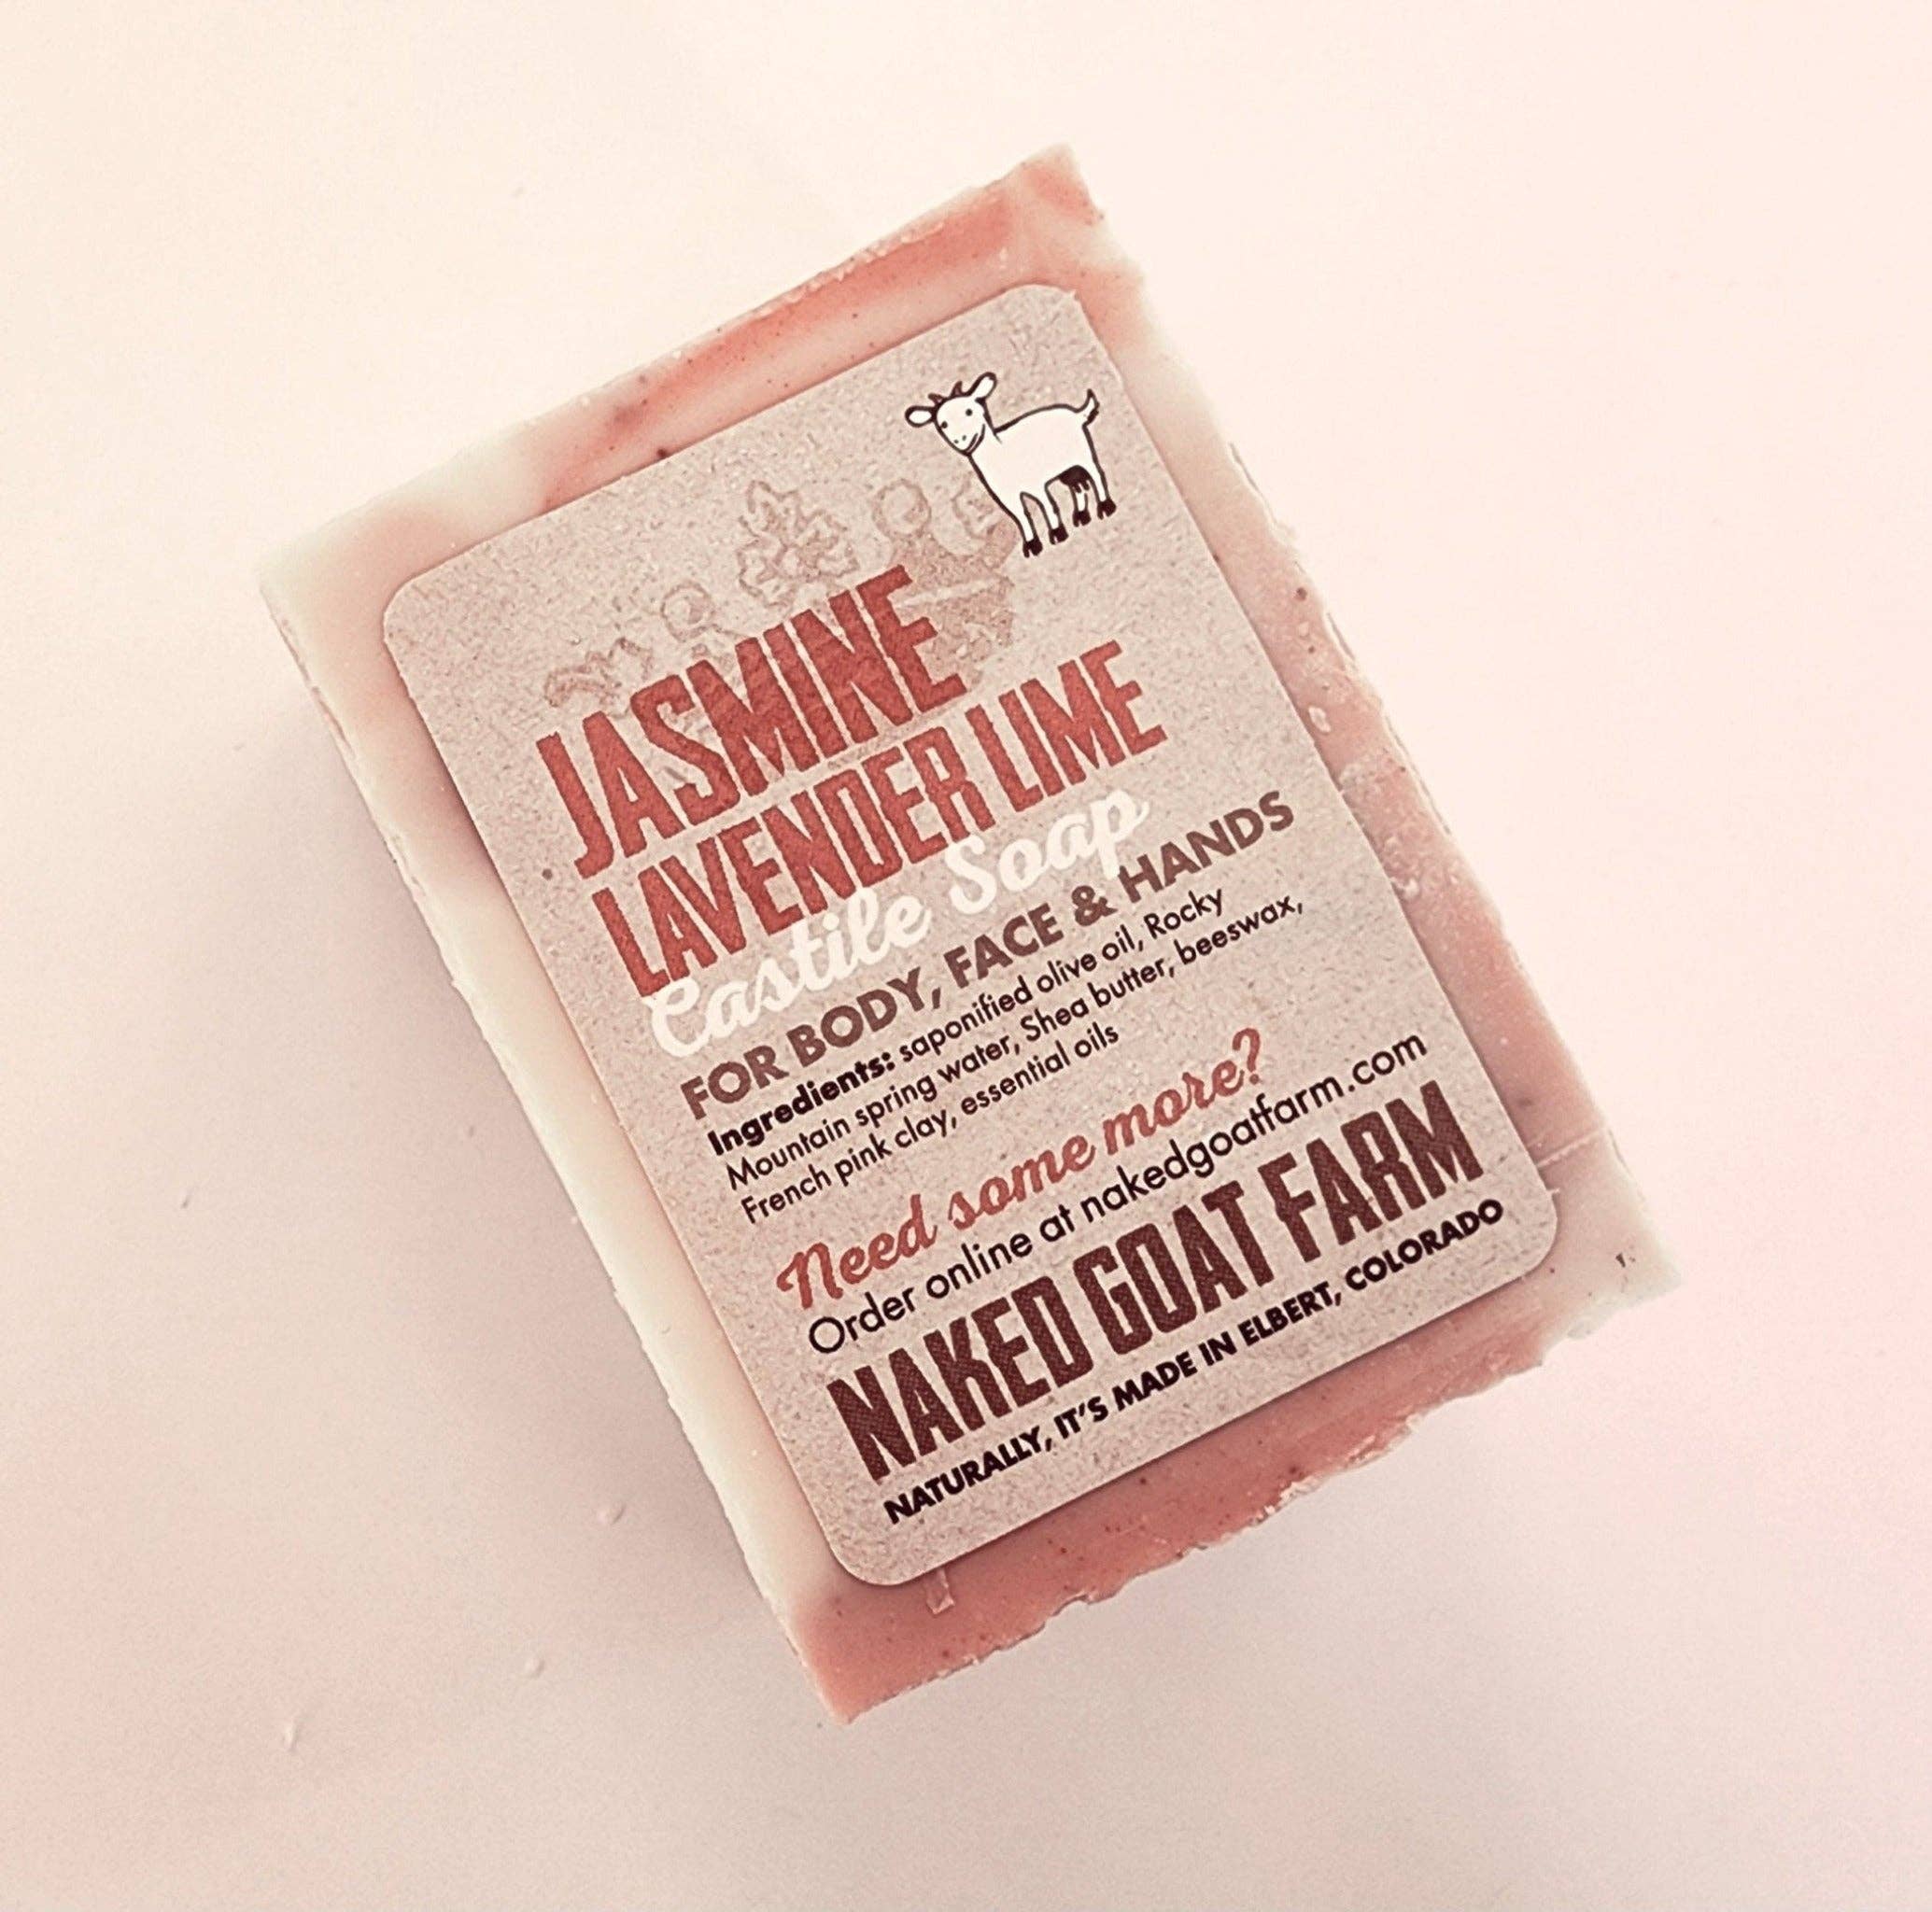 JASMINE
LAVENDER LIME
Castile Soap
FOR BODY, FACE & HANDS
Ingredients: saponified olive oil, Rocky
Mountain spring water, Shea butter, beeswax,
French pink clay, essential oils
Need some more?
Order online at nakedgoatfarm.com
NAKED GOAT FARM
NATURALLY, IT'S MADE IN ELBERT, COLORADO